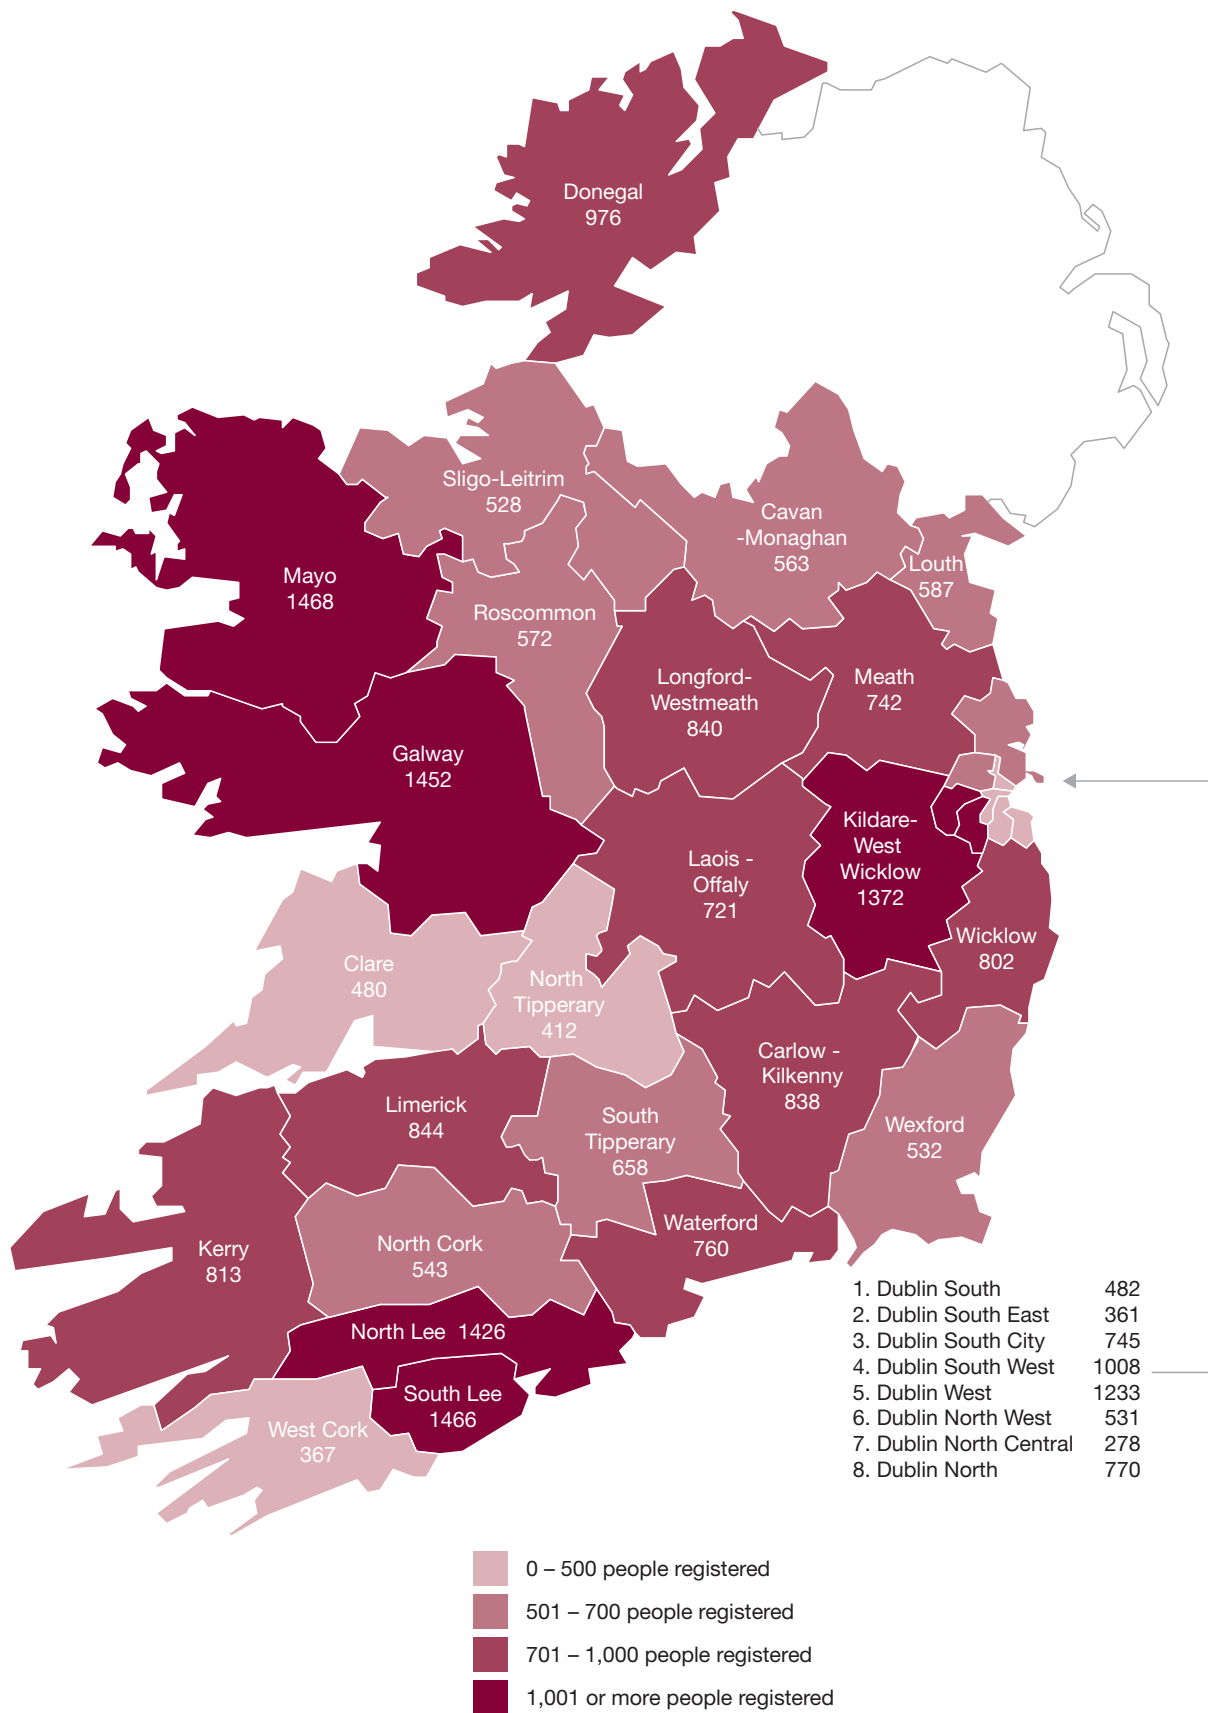 Donegal
976
Sligo-Leitrim
528
Cavan
-Monaghan
563
Louth
587
Mayo
1468
Roscommon
572
Longford-
Westmeath
840
Meath
742
Galway
1452
Kildare-
West
Wicklow
1372
Laois -
Offaly
721
Wicklow
802
Clare
480
North
Tipperary
412
Carlow -
Kilkenny
838
Limerick
844
South
Tipperary
658
Wexford
532
Waterford
760
Kerry
813
North Cork
543
North Lee 1426
South Lee
1466
West Cork
367
1. Dublin South 482
2. Dublin South East 361
3. Dublin South City 745
4. Dublin South West 1008
5. Dublin West 1233
6. Dublin North West 531
7. Dublin North Central 278
8. Dublin North 770
0 – 500 people registered
501 – 700 people registered
701 – 1,000 people registered
1,001 or more people registered